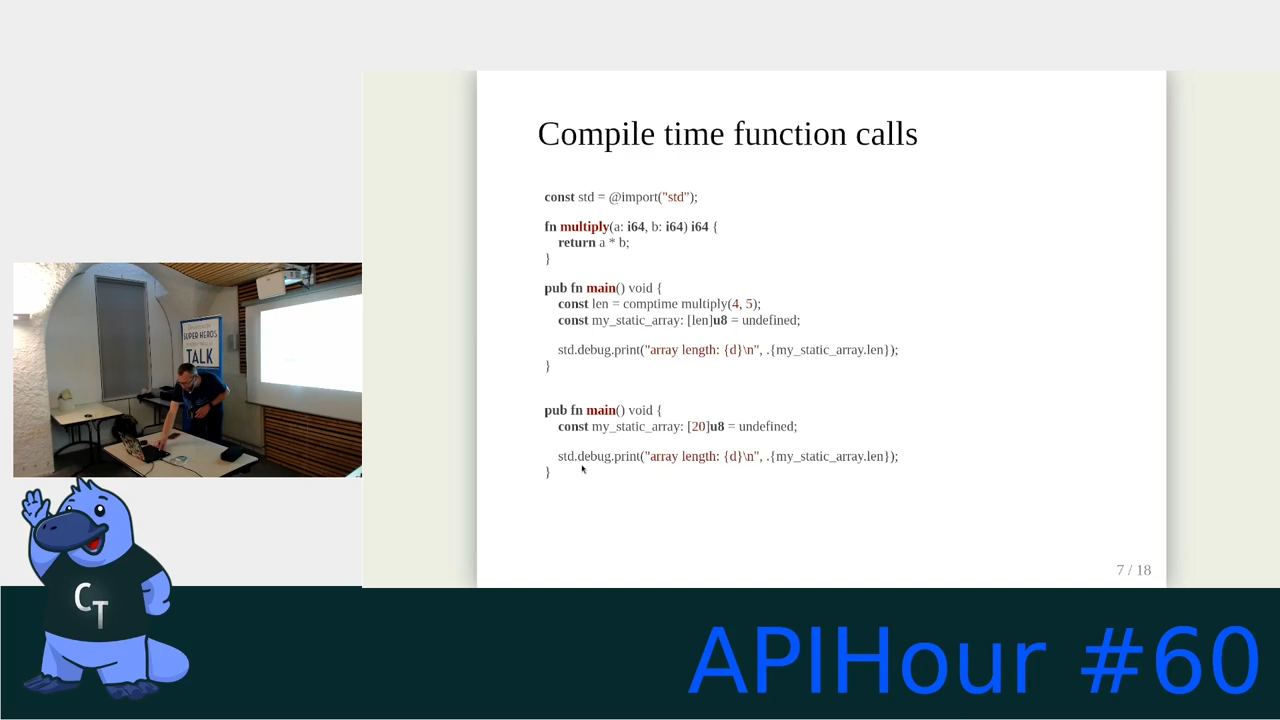 Compile time function calls
const std = @import("std");
fn multiply(a: i64, b: i64) i64 {
return a * b;
}
pub fn main() void {
const len = comptime multiply(4, 5);
const my_static_array: [len]u8 = undefined;
std.debug.print("array length: {d}\n", .{my_static_array.len});
}
pub fn main() void {
const my_static_array: [20]u8 = undefined;
std.debug.print("array length: {d}\n", .{my_static_array.len});
}
7 / 18
SUPER HEROS
TALK
CT
APIHour #60